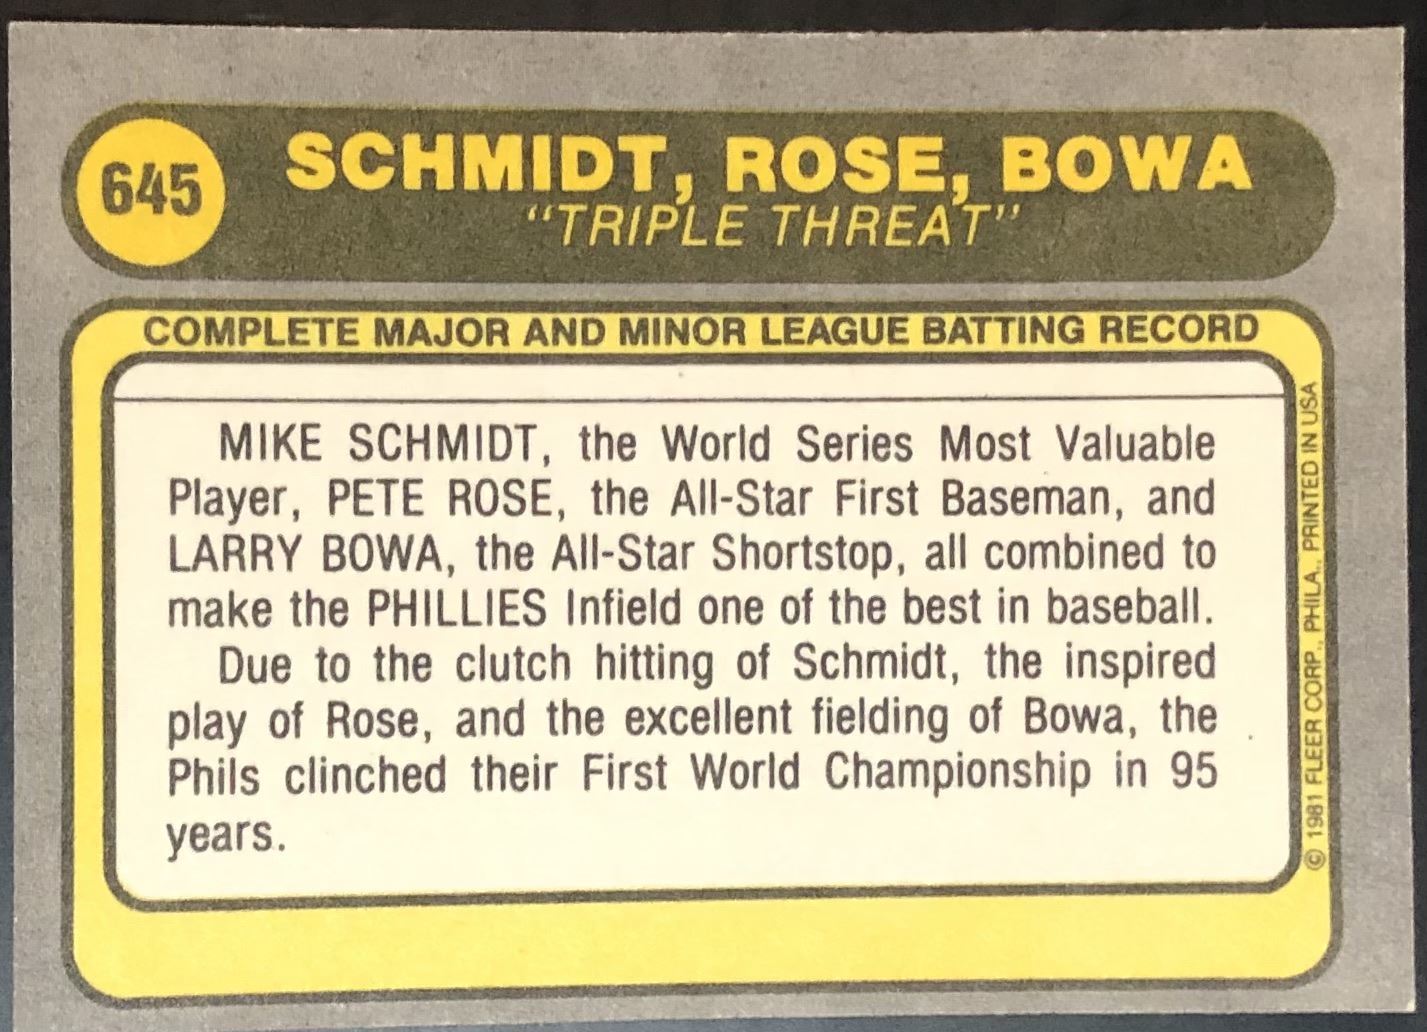 645
SCHMIDT, ROSE, BOWA
"TRIPLE THREAT"
COMPLETE MAJOR AND MINOR LEAGUE BATTING RECORD
MIKE SCHMIDT, the World Series Most Valuable
Player, PETE ROSE, the All-Star First Baseman, and
LARRY BOWA, the All-Star Shortstop, all combined to
make the PHILLIES Infield one of the best in baseball.
Due to the clutch hitting of Schmidt, the inspired
play of Rose, and the excellent fielding of Bowa, the
Phils clinched their First World Championship in 95
years.
© 1981 FLEER CORP., PHILA., PRINTED IN USA